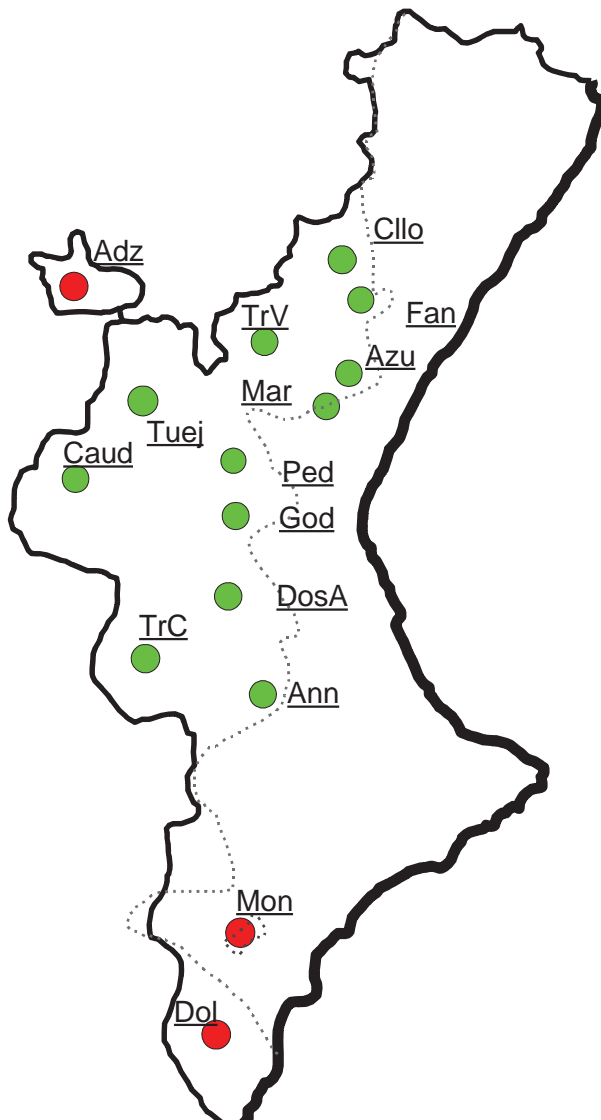 Cllo
Adz
Fan
TrV
Azu
Mar
Tuej
Caud
Ped
God
DosA
TrC
Ann
Mon
Dol